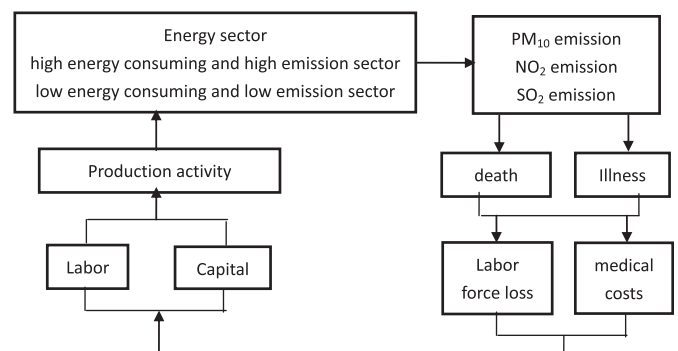 Energy sector
high energy consuming and high emission sector
low energy consuming and low emission sector
PM₁₀ emission
NO₂ emission
SO₂ emission
Production activity
death
Illness
Labor
Capital
Labor
force loss
medical
costs